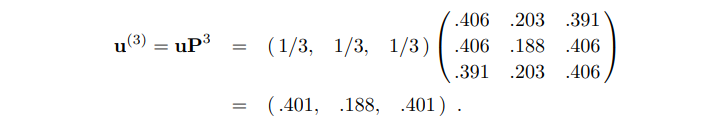 u^{(3)} = uP^3 = ( 1/3, 1/3, 1/3 ) ( .406 .203 .391
.406 .188 .406
.391 .203 .406 )
= ( .401, .188, .401 ) .